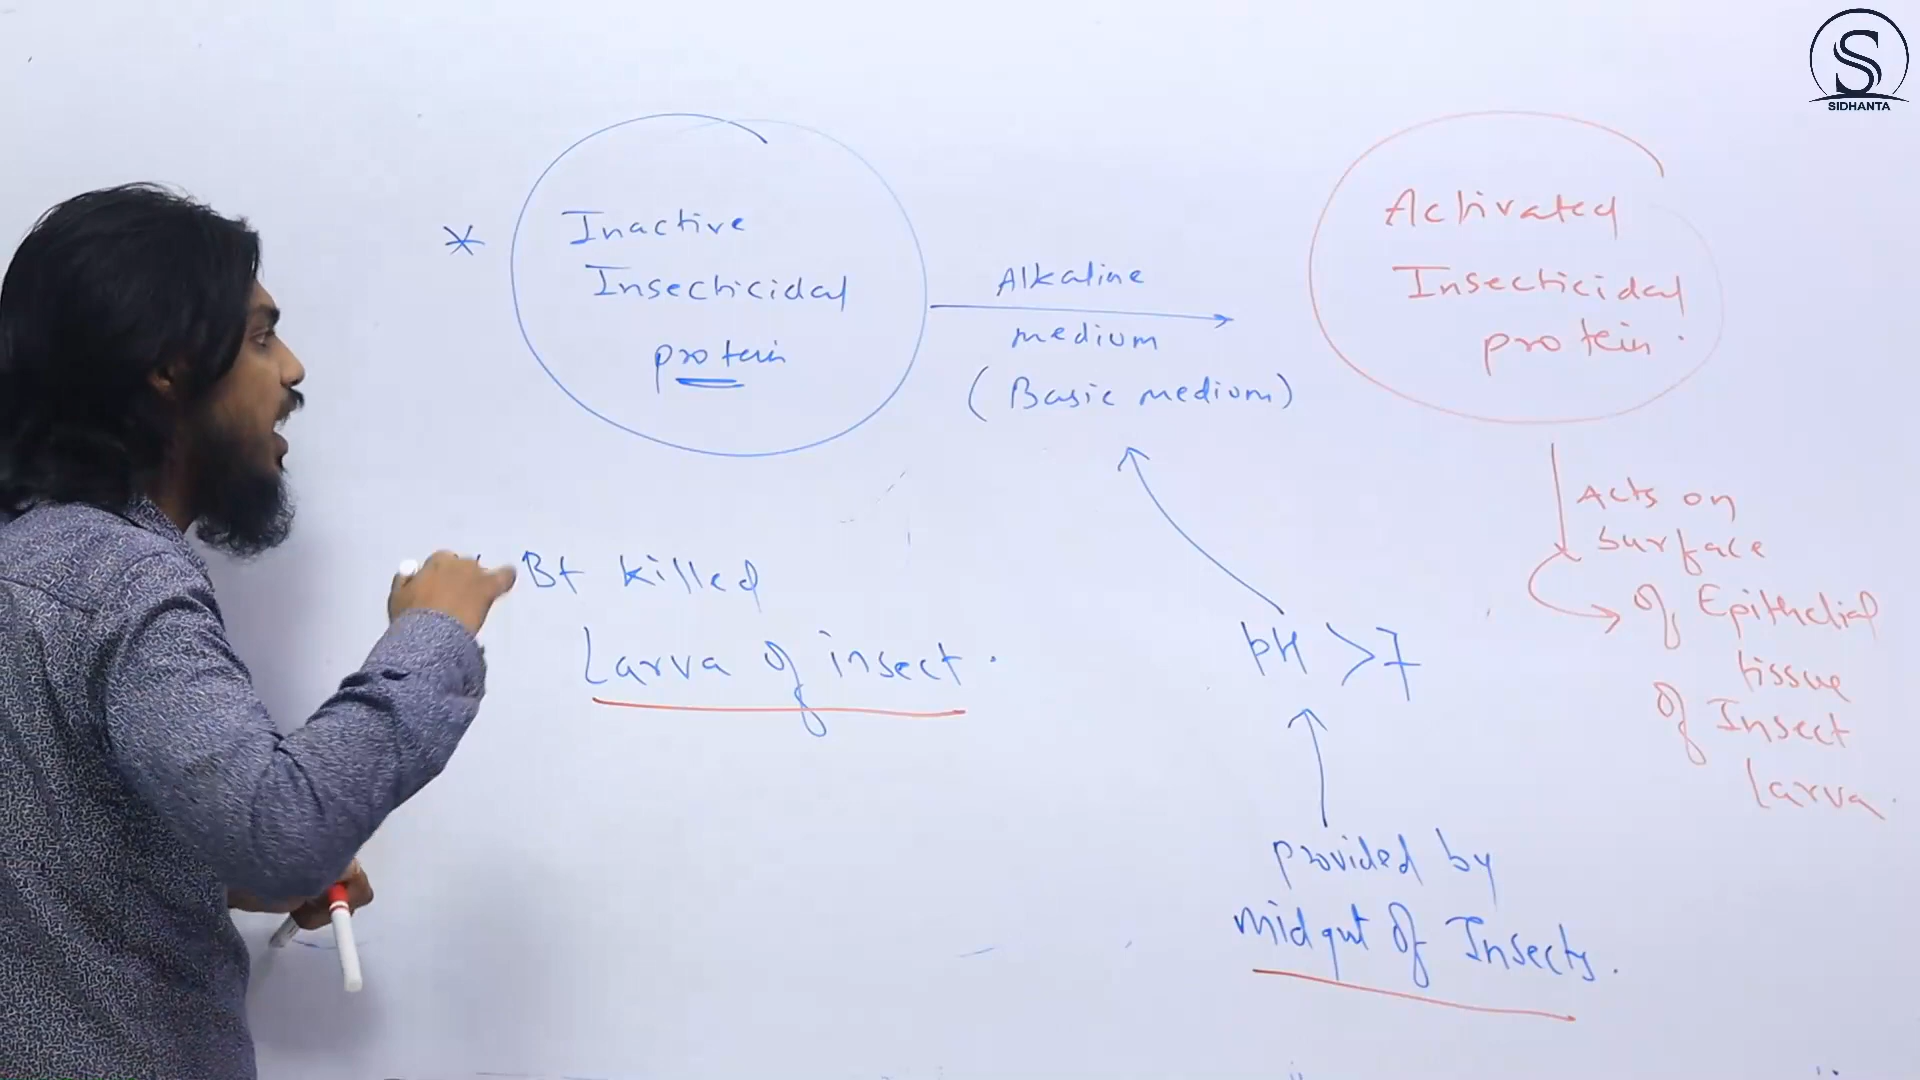 S
SIDHANTA
*
Inactive
Insecticidal
protein
Alkaline
medium
(Basic medium)
Activated
Insecticidal
protein.
Acts on
surface
of Epithelial
tissue
of Insect
larva.
Bt killed
Larva of insect.
pH >7
provided by
midgut of Insects.